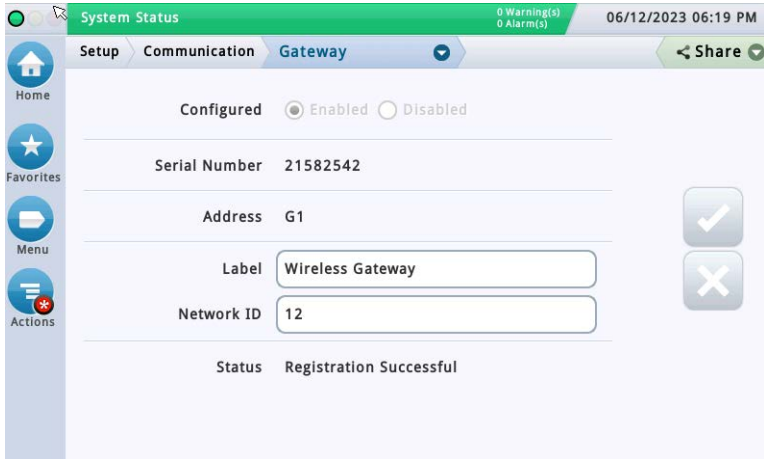 System Status
0 Warning(s)
0 Alarm(s)
06/12/2023 06:19 PM
Setup Communication Gateway
Share
Home
Favorites
Menu
Actions
Configured Enabled Disabled
Serial Number 21582542
Address G1
Label Wireless Gateway
Network ID 12
Status Registration Successful